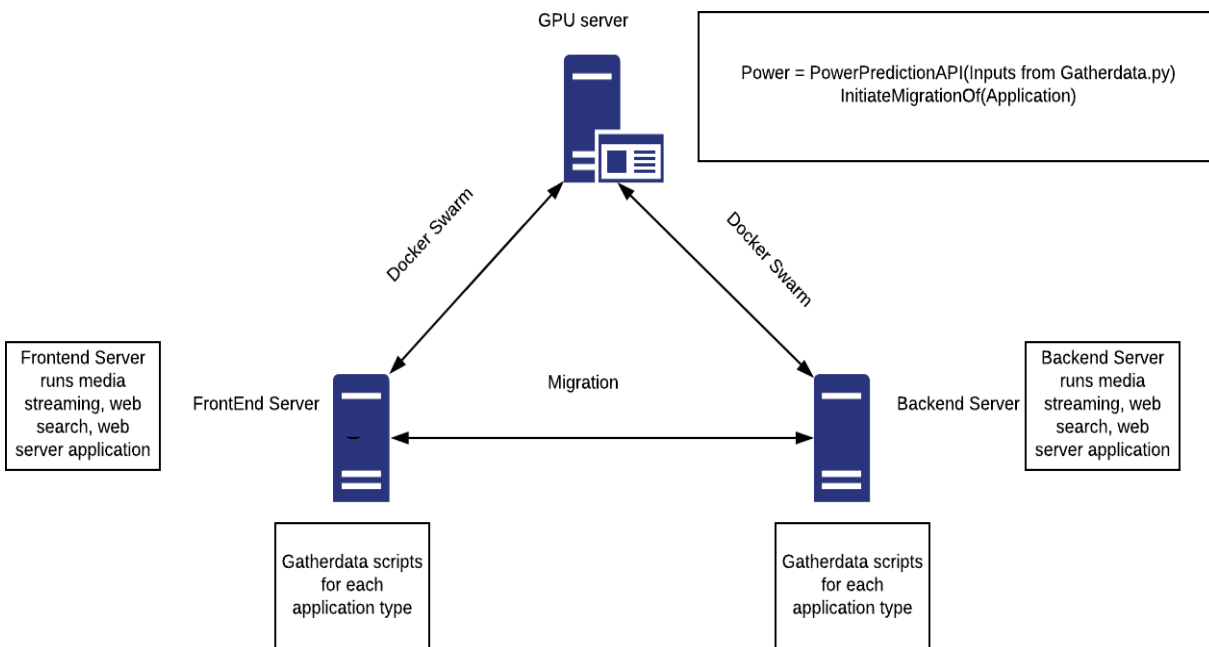 GPU server
Power = PowerPredictionAPI(Inputs from Gatherdata.py)
InitiateMigrationOf(Application)
Docker Swarm
Docker Swarm
Frontend Server
runs media
streaming, web
search, web
server application
FrontEnd Server
Migration
Backend Server
Backend Server
runs media
streaming, web
search, web
server application
Gatherdata scripts
for each
application type
Gatherdata scripts
for each
application type